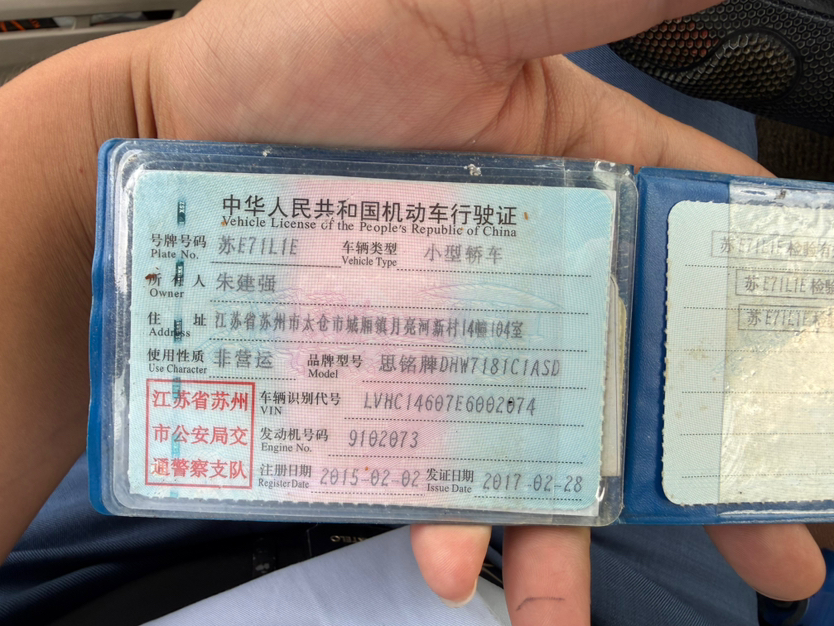 中华人民共和国机动车行驶证
Vehicle License of the People's Republic of China
号牌号码 苏E71L1E 车辆类型 小型轿车
Plate No. Vehicle Type
所有人 朱建强
Owner
住址 江苏省苏州市太仓市城厢镇月亮河新村14幢104室
Address
使用性质 非营运 品牌型号 思铭牌DHW7181C1ASD
Use Character Model
江苏省苏州
市公安局交
通警察支队
车辆识别代号 LVHC14607E6002074
VIN
发动机号码 9102073
Engine No.
注册日期 2015-02-02 发证日期 2017-02-28
Register Date Issue Date
苏E71L1E检验有
苏E71L1E检验
苏E71L1E